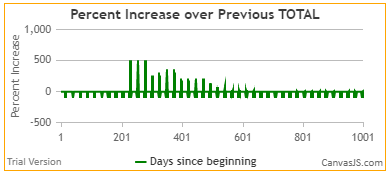 Percent Increase over Previous TOTAL
Percent Increase
1,000
500
0
-500
1 201 401 601 801 1001
Trial Version
Days since beginning
CanvasJS.com